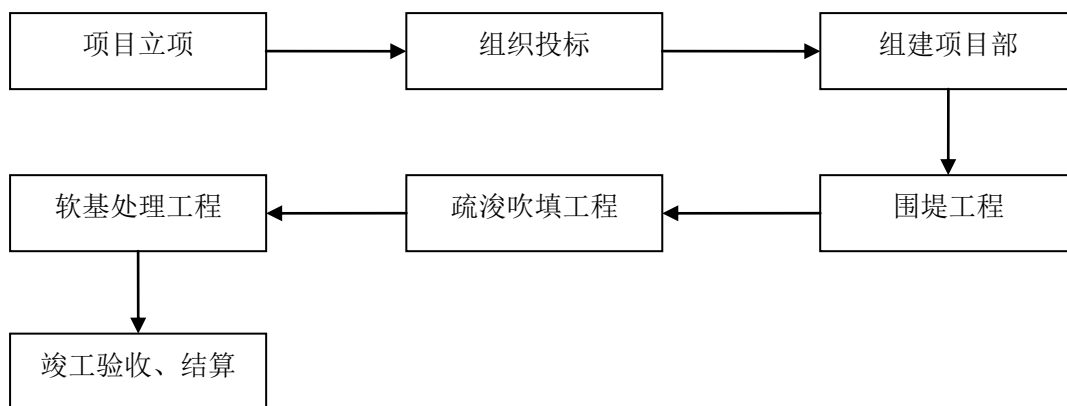 项目立项
组织投标
组建项目部
围堤工程
疏浚吹填工程
软基处理工程
竣工验收、结算